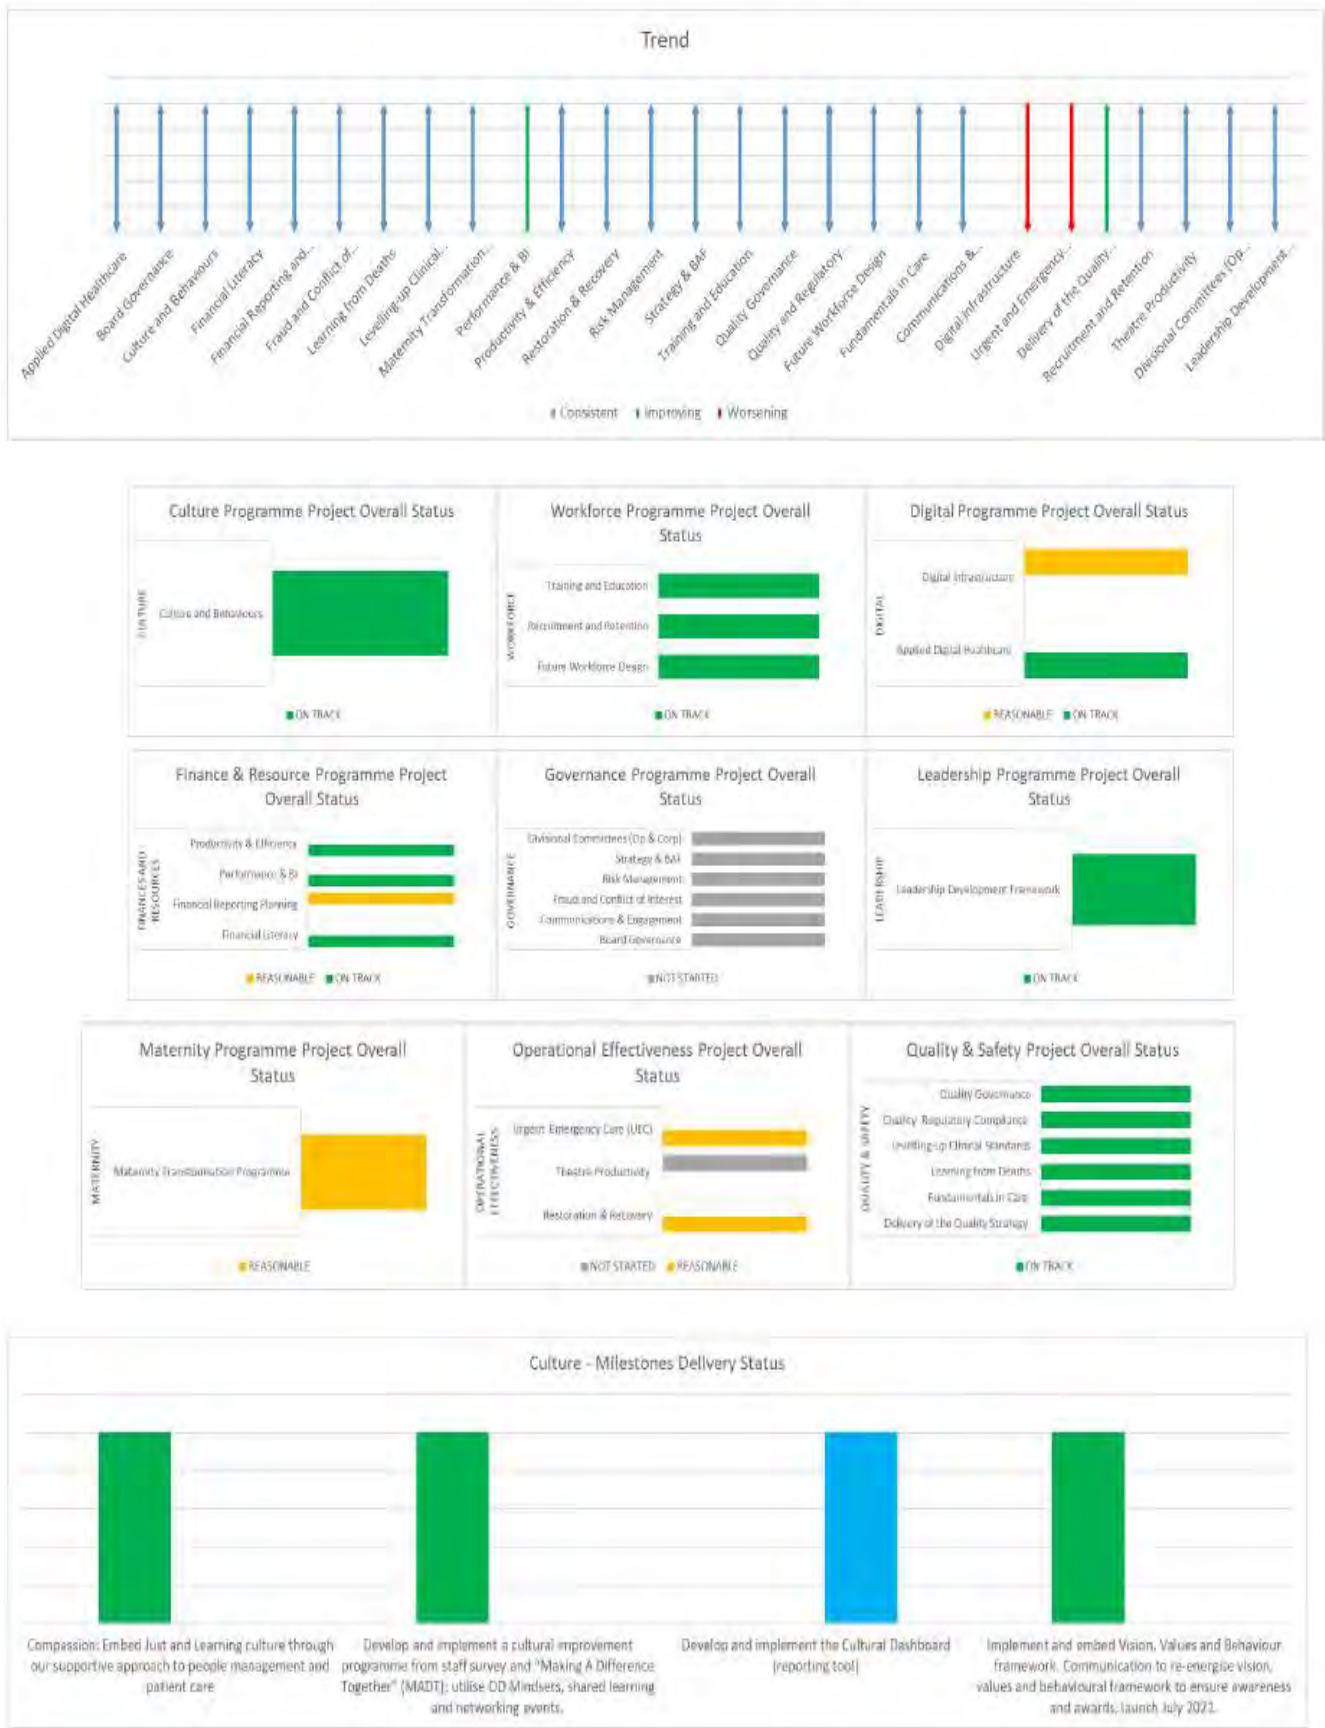 Trend
Applied Digital Healthcare
Board Governance
Culture and Behaviours
Financial Literacy
Financial Reporting and...
Fraud and Conflict of...
Learning from Deaths
Levelling-up Clinical...
Maternity Transformation...
Performance & BI
Productivity & Efficiency
Restoration & Recovery
Risk Management
Strategy & BAF
Training and Education
Quality Governance
Quality and Regulatory...
Future Workforce Design
Fundamentals in Care
Communications &...
Digital Infrastructure
Urgent and Emergency...
Delivery of the Quality...
Recruitment and Retention
Theatre Productivity
Divisional Committees (Op...
Leadership Development...
Consistent Improving Worsening
Culture Programme Project Overall Status
CULTURE
Culture and Behaviours
ON TRACK
Workforce Programme Project Overall
Status
WORKFORCE
Training and Education
Recruitment and Retention
Future Workforce Design
ON TRACK
Digital Programme Project Overall Status
DIGITAL
Digital Infrastructure
Applied Digital Healthcare
REASONABLE ON TRACK
Finance & Resource Programme Project
Overall Status
FINANCES AND
RESOURCES
Productivity & Efficiency
Performance & BI
Financial Reporting Planning
Financial Literacy
REASONABLE ON TRACK
Governance Programme Project Overall
Status
GOVERNANCE
Divisional Committees (Op & Corp)
Strategy & BAF
Risk Management
Fraud and Conflict of Interest
Communications & Engagement
Board Governance
NOT STARTED
Leadership Programme Project Overall
Status
LEADERSHIP
Leadership Development Framework
ON TRACK
Maternity Programme Project Overall
Status
MATERNITY
Maternity Transformation Programme
REASONABLE
Operational Effectiveness Project Overall
Status
OPERATIONAL
EFFECTIVENESS
Urgent Emergency Care (UEC)
Theatre Productivity
Restoration & Recovery
NOT STARTED REASONABLE
Quality & Safety Project Overall Status
QUALITY & SAFETY
Quality Governance
Quality Regulatory Compliance
Levelling-up Clinical Standards
Learning from Deaths
Fundamentals in Care
Delivery of the Quality Strategy
ON TRACK
Culture - Milestones Delivery Status
Compassion: Embed Just and Learning culture through
our supportive approach to people management and
patient care
Develop and implement a cultural improvement
programme from staff survey and "Making A Difference
Together" (MADT); utilise OD Mindsets, shared learning
and networking events.
Develop and implement the Cultural Dashboard
(reporting tool)
Implement and embed Vision, Values and Behaviour
framework. Communication to re-energise vision,
values and behavioural framework to ensure awareness
and awards, launch July 2022.